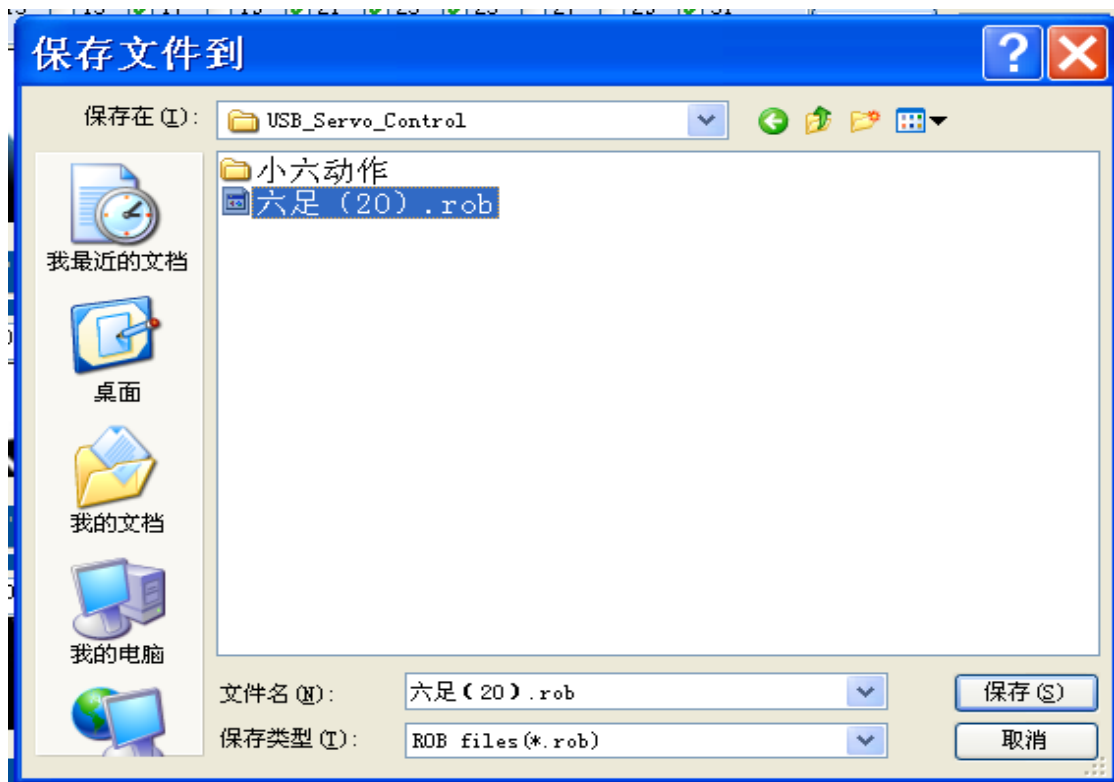 保存文件到
保存在(I):
USB_Servo_Control
小六动作
六足（20）.rob
我最近的文档
桌面
我的文档
我的电脑
文件名(N):
六足（20）.rob
保存(S)
保存类型(T):
ROB files(*.rob)
取消